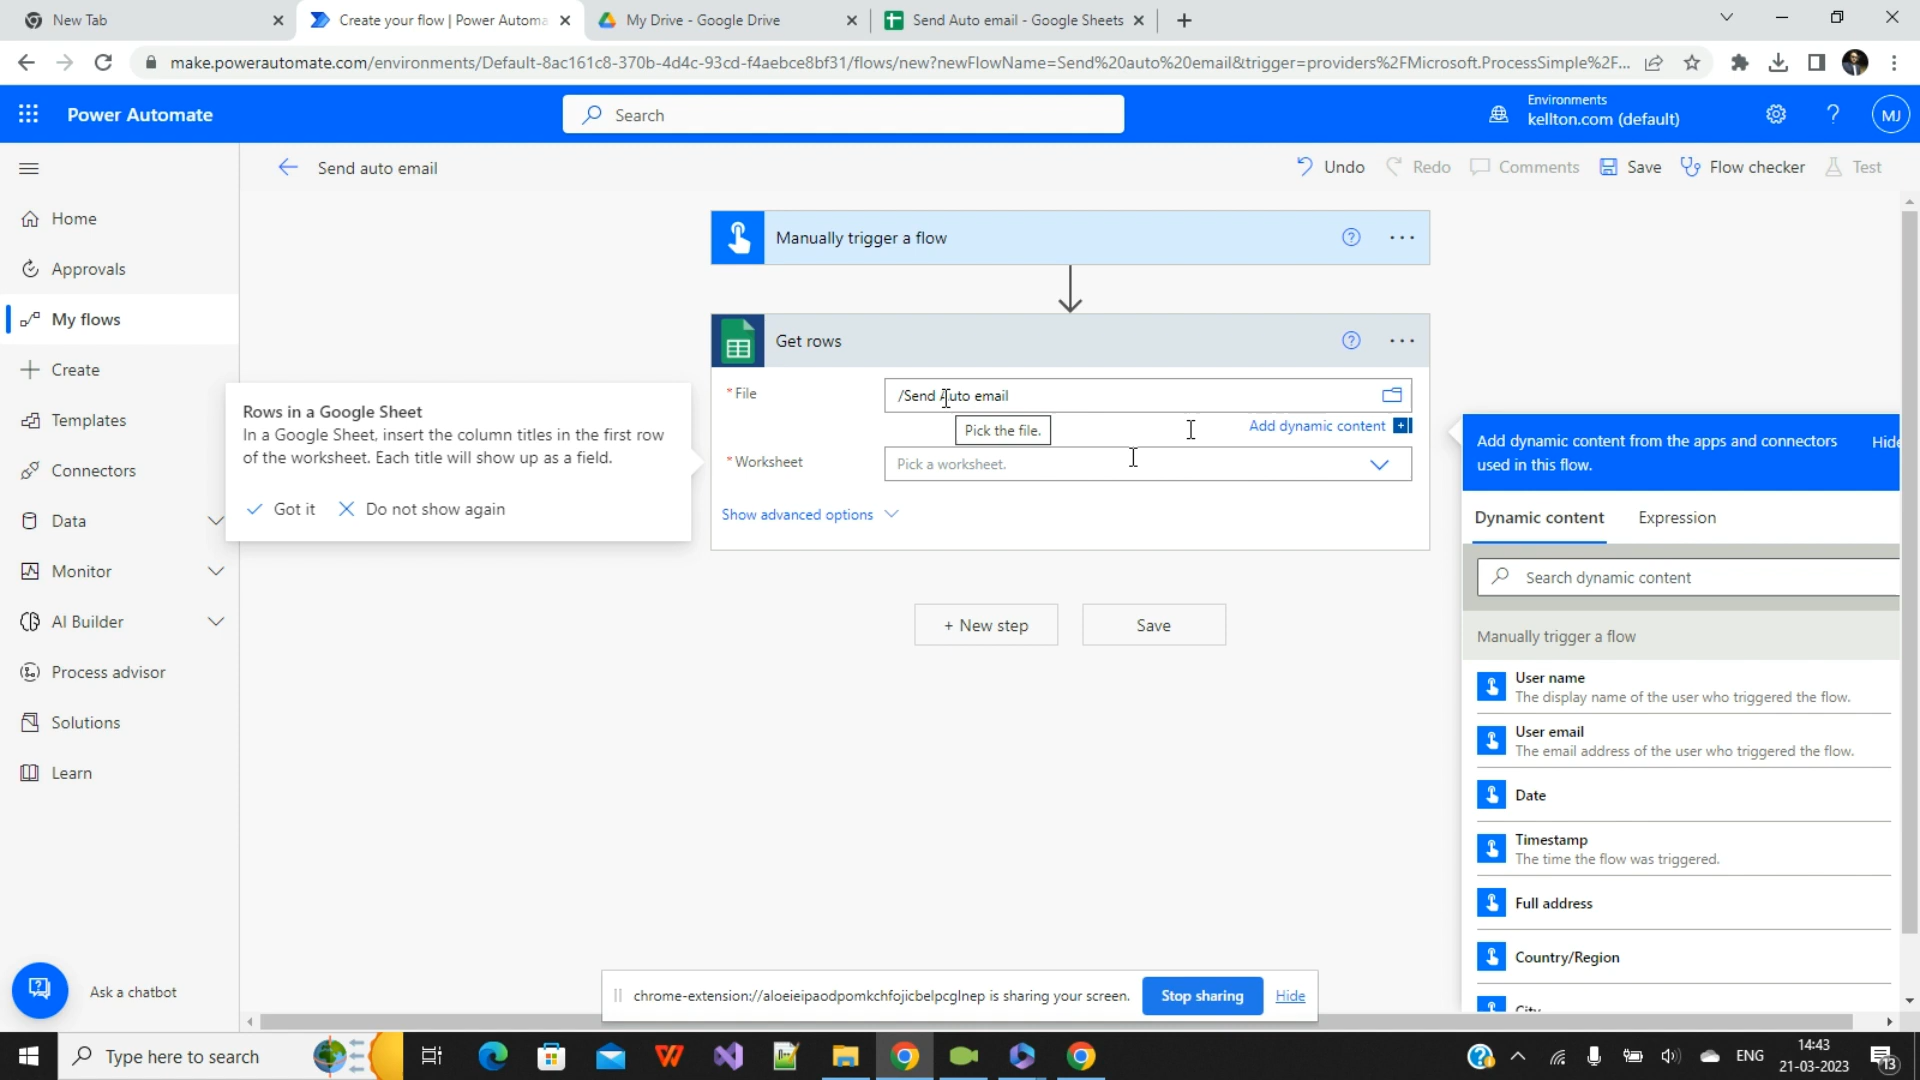 New Tab
Create your flow | Power Automa
My Drive - Google Drive
Send Auto email - Google Sheets
make.powerautomate.com/environments/Default-8ac161c8-370b-4d4c-93cd-f4aebce8bf31/flows/new?newFlowName=Send%20auto%20email&trigger=providers%2FMicrosoft.ProcessSimple%2F...
Power Automate
Search
Environments
kellton.com (default)
MJ
Send auto email
Undo
Redo
Comments
Save
Flow checker
Test
Home
Approvals
My flows
Create
Templates
Connectors
Data
Monitor
AI Builder
Process advisor
Solutions
Learn
Ask a chatbot
Manually trigger a flow
Get rows
* File
/Send Auto email
Pick the file.
Add dynamic content
* Worksheet
Pick a worksheet.
Show advanced options
+ New step
Save
Rows in a Google Sheet
In a Google Sheet, insert the column titles in the first row
of the worksheet. Each title will show up as a field.
Got it
Do not show again
Add dynamic content from the apps and connectors
used in this flow.
Hide
Dynamic content
Expression
Search dynamic content
Manually trigger a flow
User name
The display name of the user who triggered the flow.
User email
The email address of the user who triggered the flow.
Date
Timestamp
The time the flow was triggered.
Full address
Country/Region
City
chrome-extension://aloeieipaodpomkchfojicbelpcglnep is sharing your screen.
Stop sharing
Hide
Type here to search
ENG
14:43
21-03-2023
13